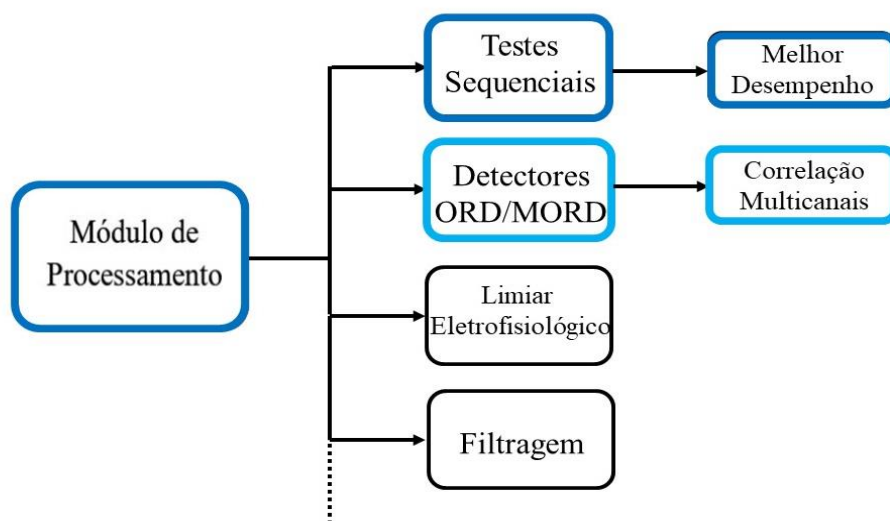 Testes
Sequenciais
Melhor
Desempenho
Detectores
ORD/MORD
Correlação
Multicanais
Módulo de
Processamento
Limiar
Eletrofisiológico
Filtragem